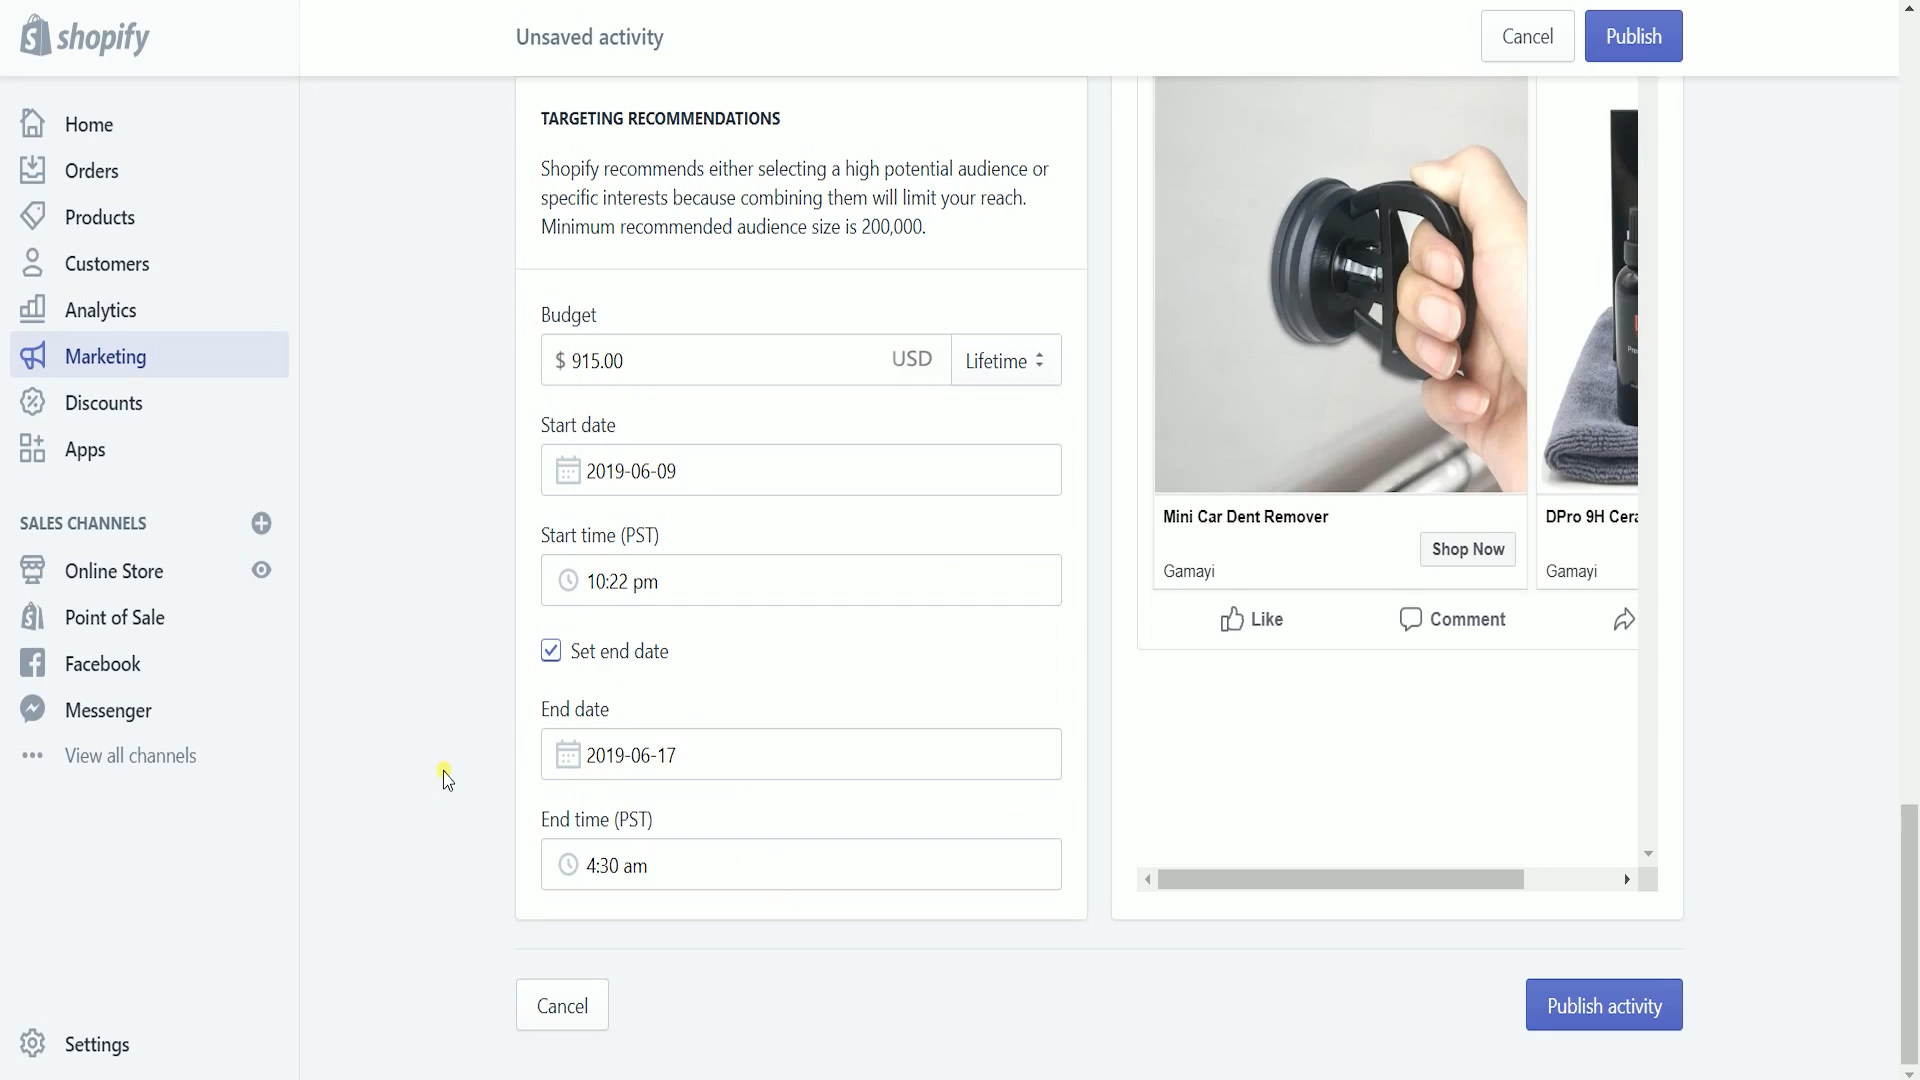 shopify
Unsaved activity
Cancel
Publish
Home
Orders
Products
Customers
Analytics
Marketing
Discounts
Apps
SALES CHANNELS
Online Store
Point of Sale
Facebook
Messenger
View all channels
Settings
TARGETING RECOMMENDATIONS
Shopify recommends either selecting a high potential audience or
specific interests because combining them will limit your reach.
Minimum recommended audience size is 200,000.
Budget
$ 915.00 USD Lifetime
Start date
2019-06-09
Start time (PST)
10:22 pm
Set end date
End date
2019-06-17
End time (PST)
4:30 am
Mini Car Dent Remover
Shop Now
Gamayi
DPro 9H Cera
Gamayi
Like
Comment
Cancel
Publish activity